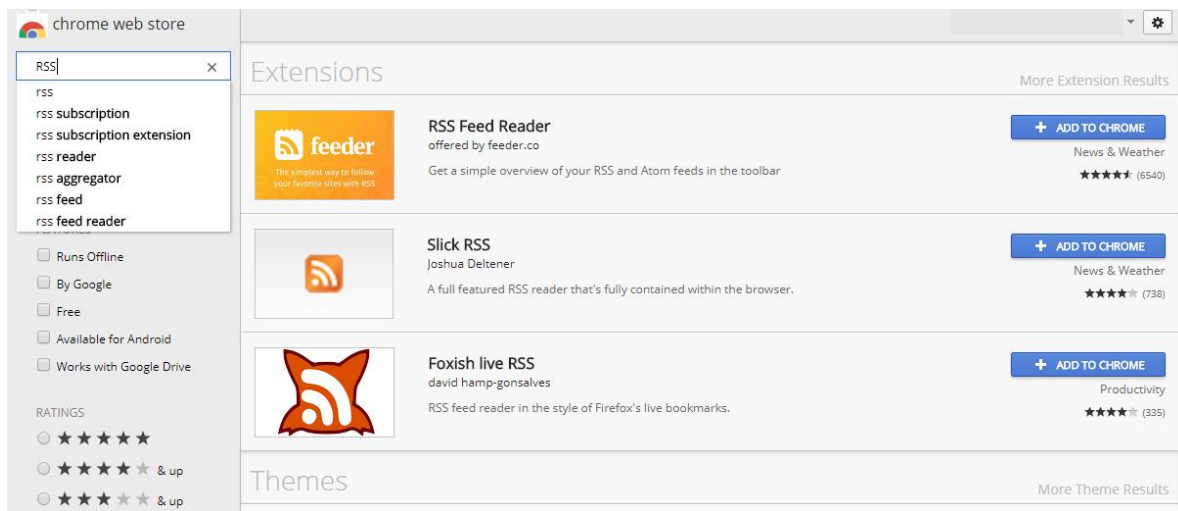 chrome web store
RSS
rss
rss subscription
rss subscription extension
rss reader
rss aggregator
rss feed
rss feed reader
Runs Offline
By Google
Free
Available for Android
Works with Google Drive
RATINGS
& up
& up
Extensions
More Extension Results
feeder
The simplest way to follow
your favorite sites with RSS
RSS Feed Reader
offered by feeder.co
Get a simple overview of your RSS and Atom feeds in the toolbar
+ ADD TO CHROME
News & Weather
(6540)
Slick RSS
Joshua Deltener
A full featured RSS reader that's fully contained within the browser.
+ ADD TO CHROME
News & Weather
(738)
Foxish live RSS
david hamp-gonsalves
RSS feed reader in the style of Firefox's live bookmarks.
+ ADD TO CHROME
Productivity
(335)
Themes
More Theme Results